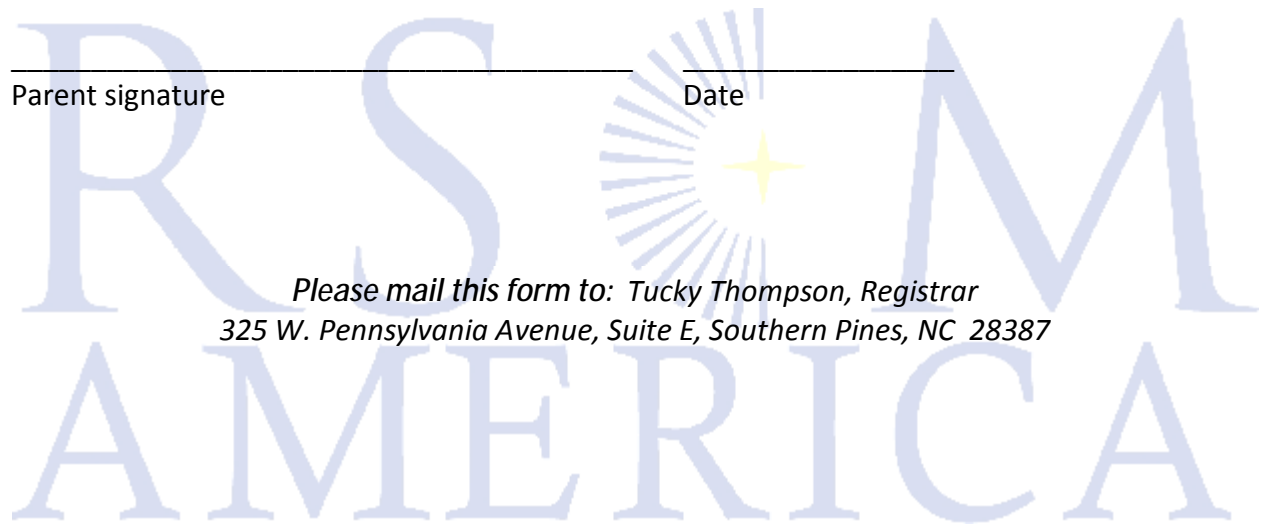 Parent signature Date
Please mail this form to: Tucky Thompson, Registrar
325 W. Pennsylvania Avenue, Suite E, Southern Pines, NC 28387
RSCM
AMERICA